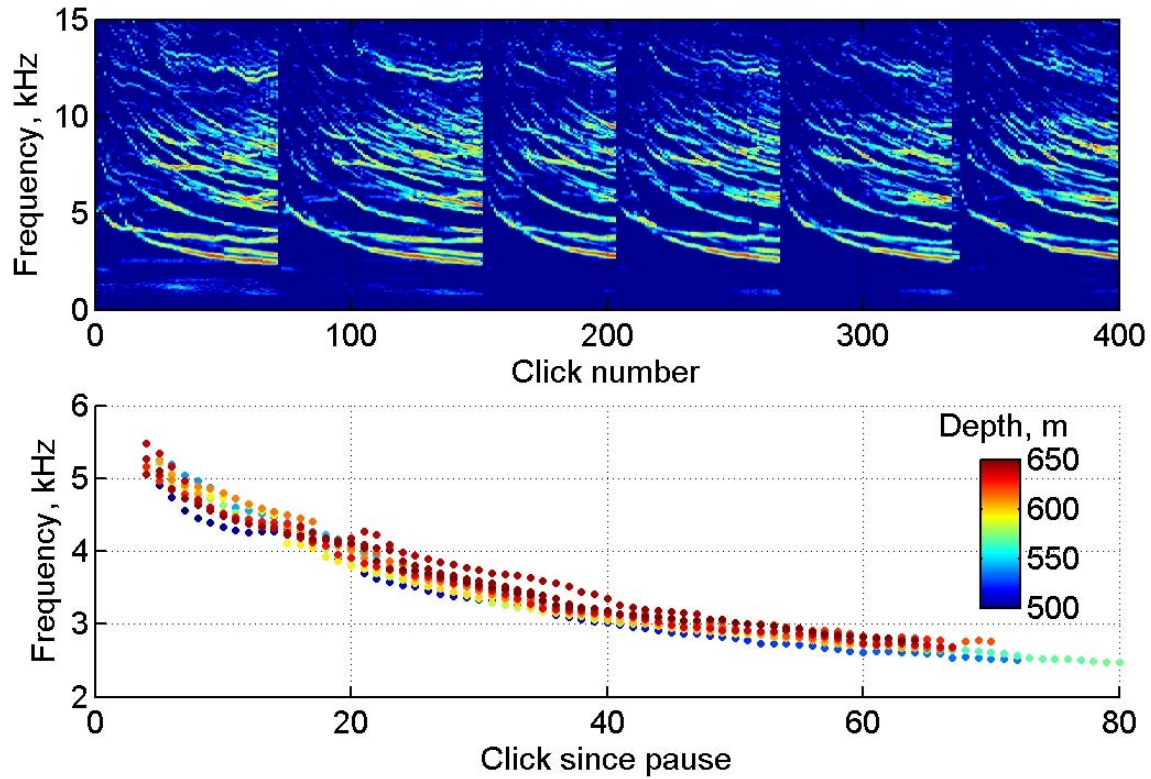 15
10
5
0
Frequency, kHz
0 100 200 300 400
Click number
6
5
4
3
2
Frequency, kHz
Depth, m
650
600
550
500
0 20 40 60 80
Click since pause